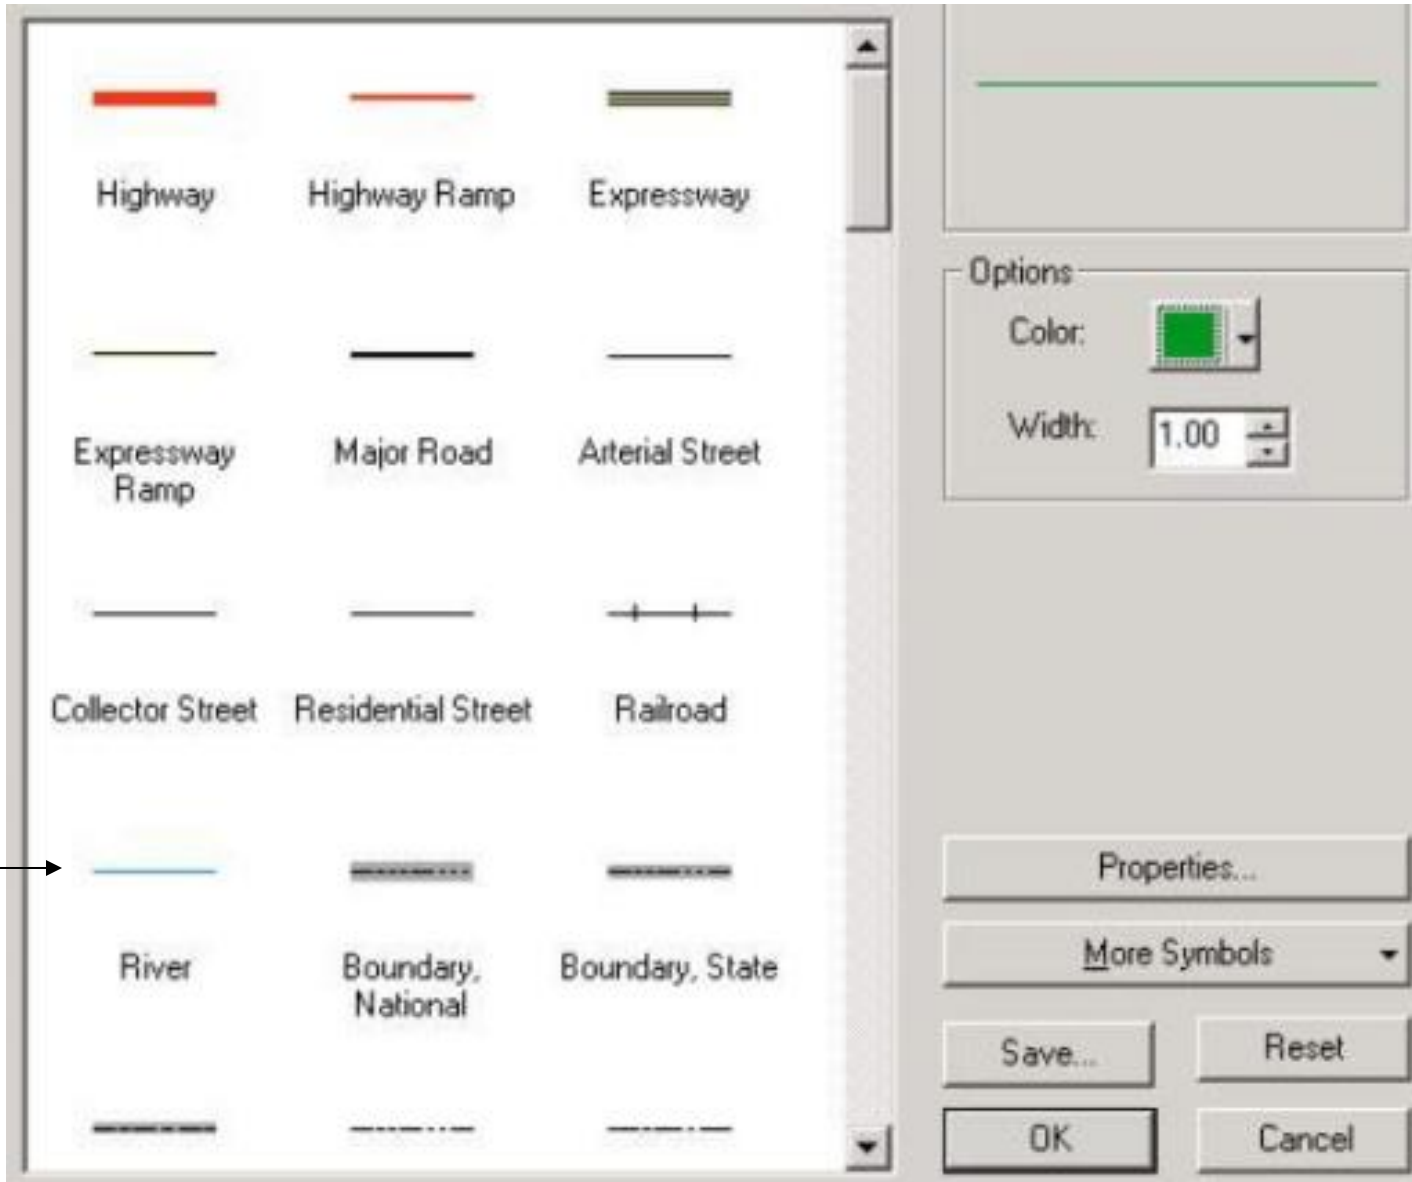 Highway
Highway Ramp
Expressway
Expressway
Ramp
Major Road
Arterial Street
Collector Street
Residential Street
Railroad
River
Boundary,
National
Boundary, State
Options
Color:
Width:
1.00
Properties...
More Symbols
Save...
Reset
OK
Cancel